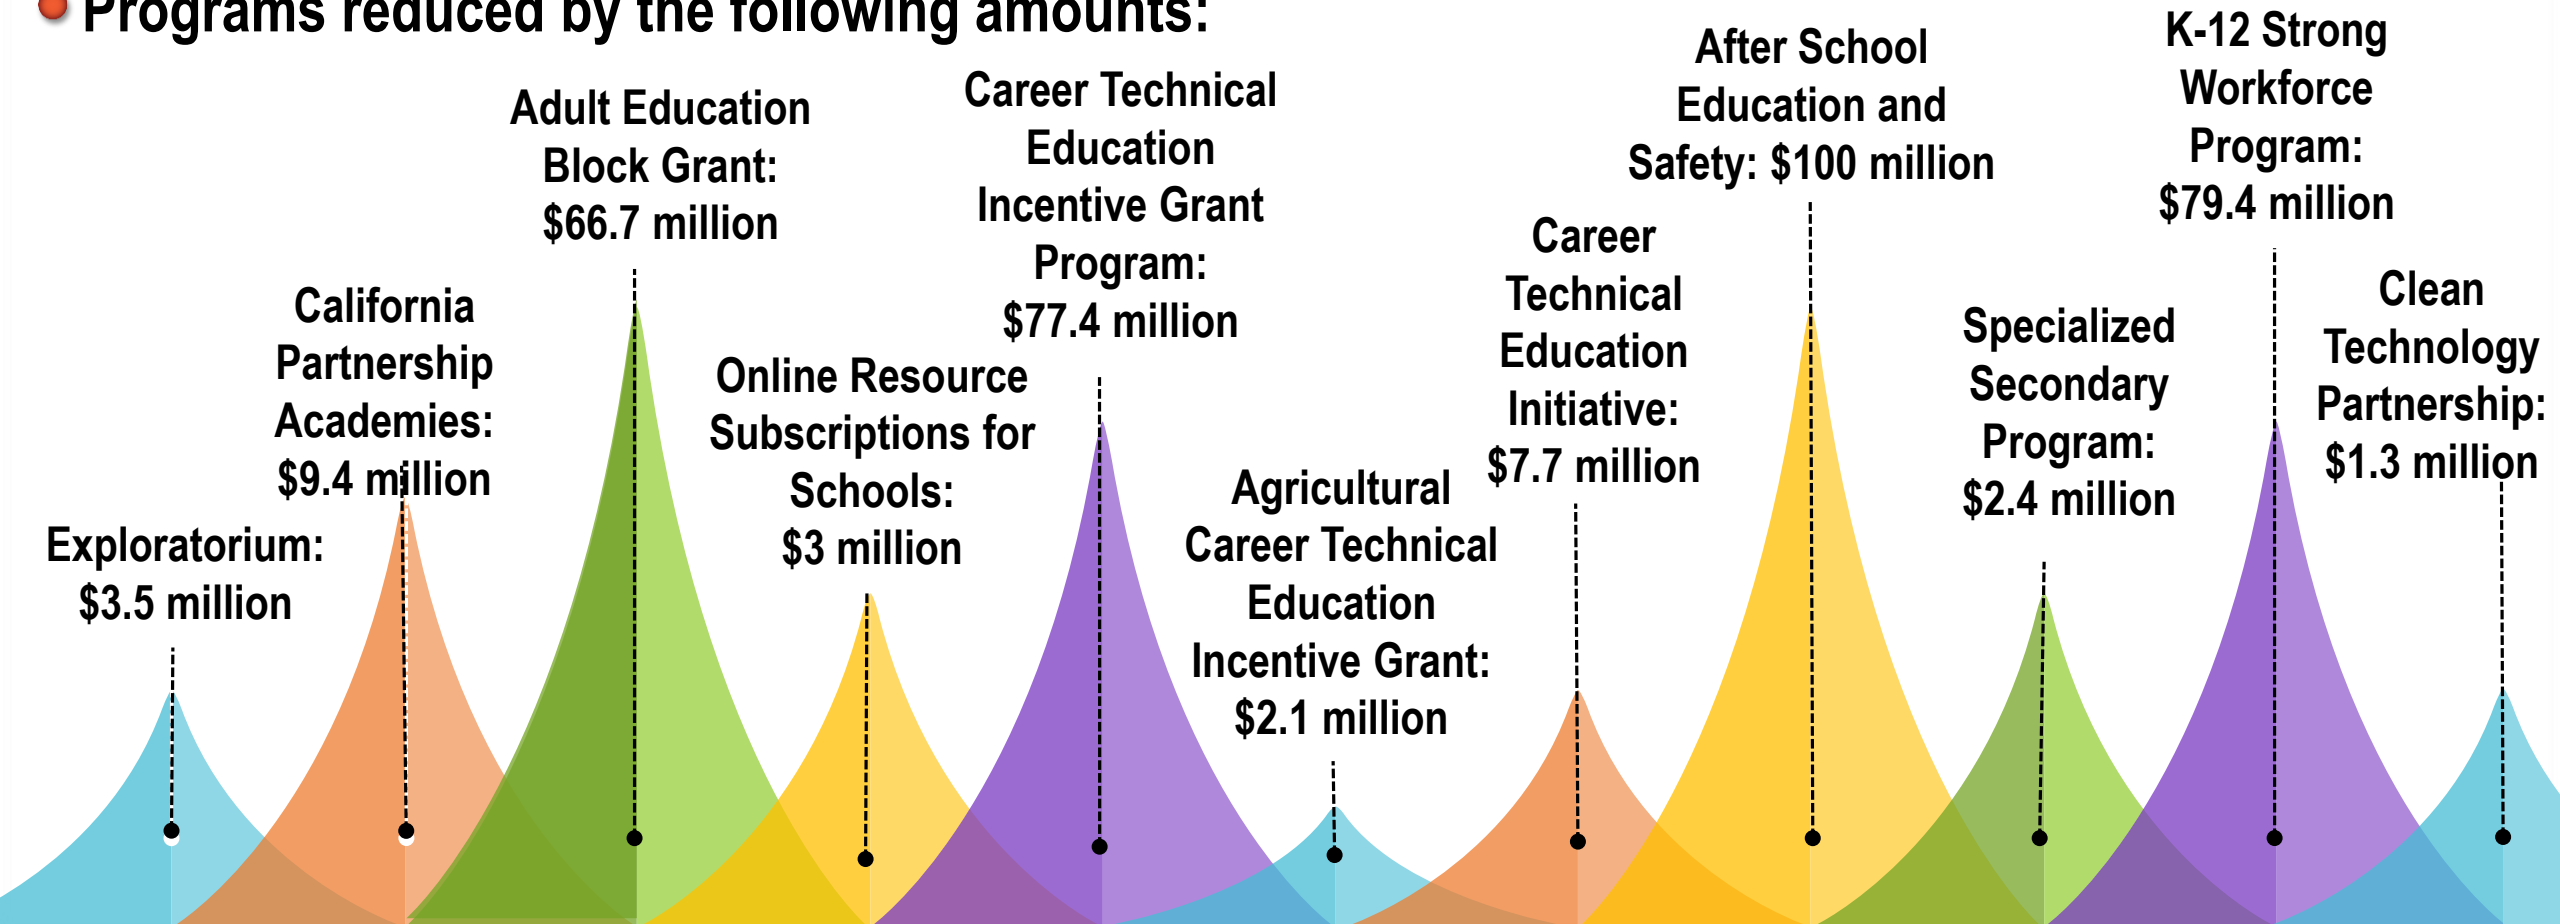 Programs reduced by the following amounts:
Exploratorium:
$3.5 million
California
Partnership
Academies:
$9.4 million
Adult Education
Block Grant:
$66.7 million
Online Resource
Subscriptions for
Schools:
$3 million
Career Technical
Education
Incentive Grant
Program:
$77.4 million
Agricultural
Career Technical
Education
Incentive Grant:
$2.1 million
Career
Technical
Education
Initiative:
$7.7 million
After School
Education and
Safety: $100 million
Specialized
Secondary
Program:
$2.4 million
K-12 Strong
Workforce
Program:
$79.4 million
Clean
Technology
Partnership:
$1.3 million